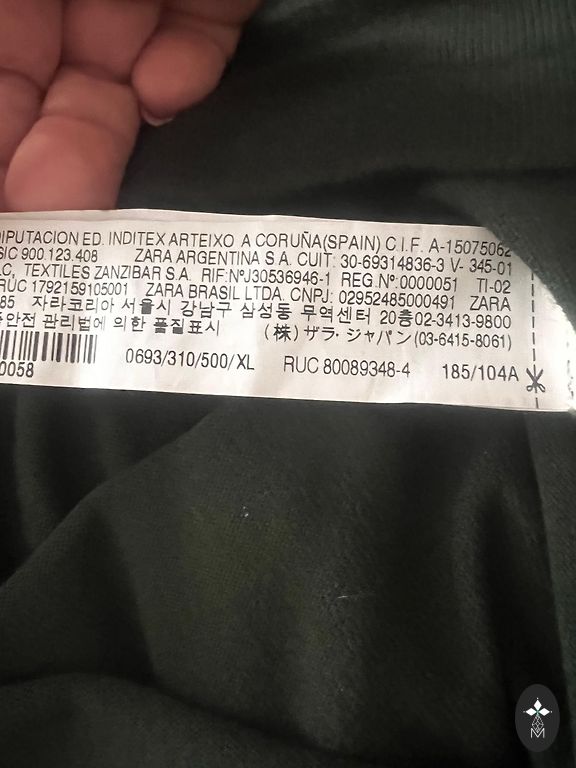 DIPUTACION ED. INDITEX ARTEIXO A CORUÑA(SPAIN) C.I.F. A-15075062
SIC 900.123.408 ZARA ARGENTINA S A. CUIT: 30-69314836-3 V- 345-01
LC, TEXTILES ZANZIBAR S.A. RIF:NºJ30536946-1 REG.Nº:0000051 TI-02
RUC 1792159105001 ZARA BRASIL LTDA. CNPJ: 02952485000491 ZARA
85 자라코리아 서울시 강남구 삼성동 무역센터 20층02-3413-9800
안전 관리법에 의한 품질표시 (株) ザラ・ジャパン (03-6415-8061)
0058 0693/310/500/XL RUC 80089348-4 185/104A
M